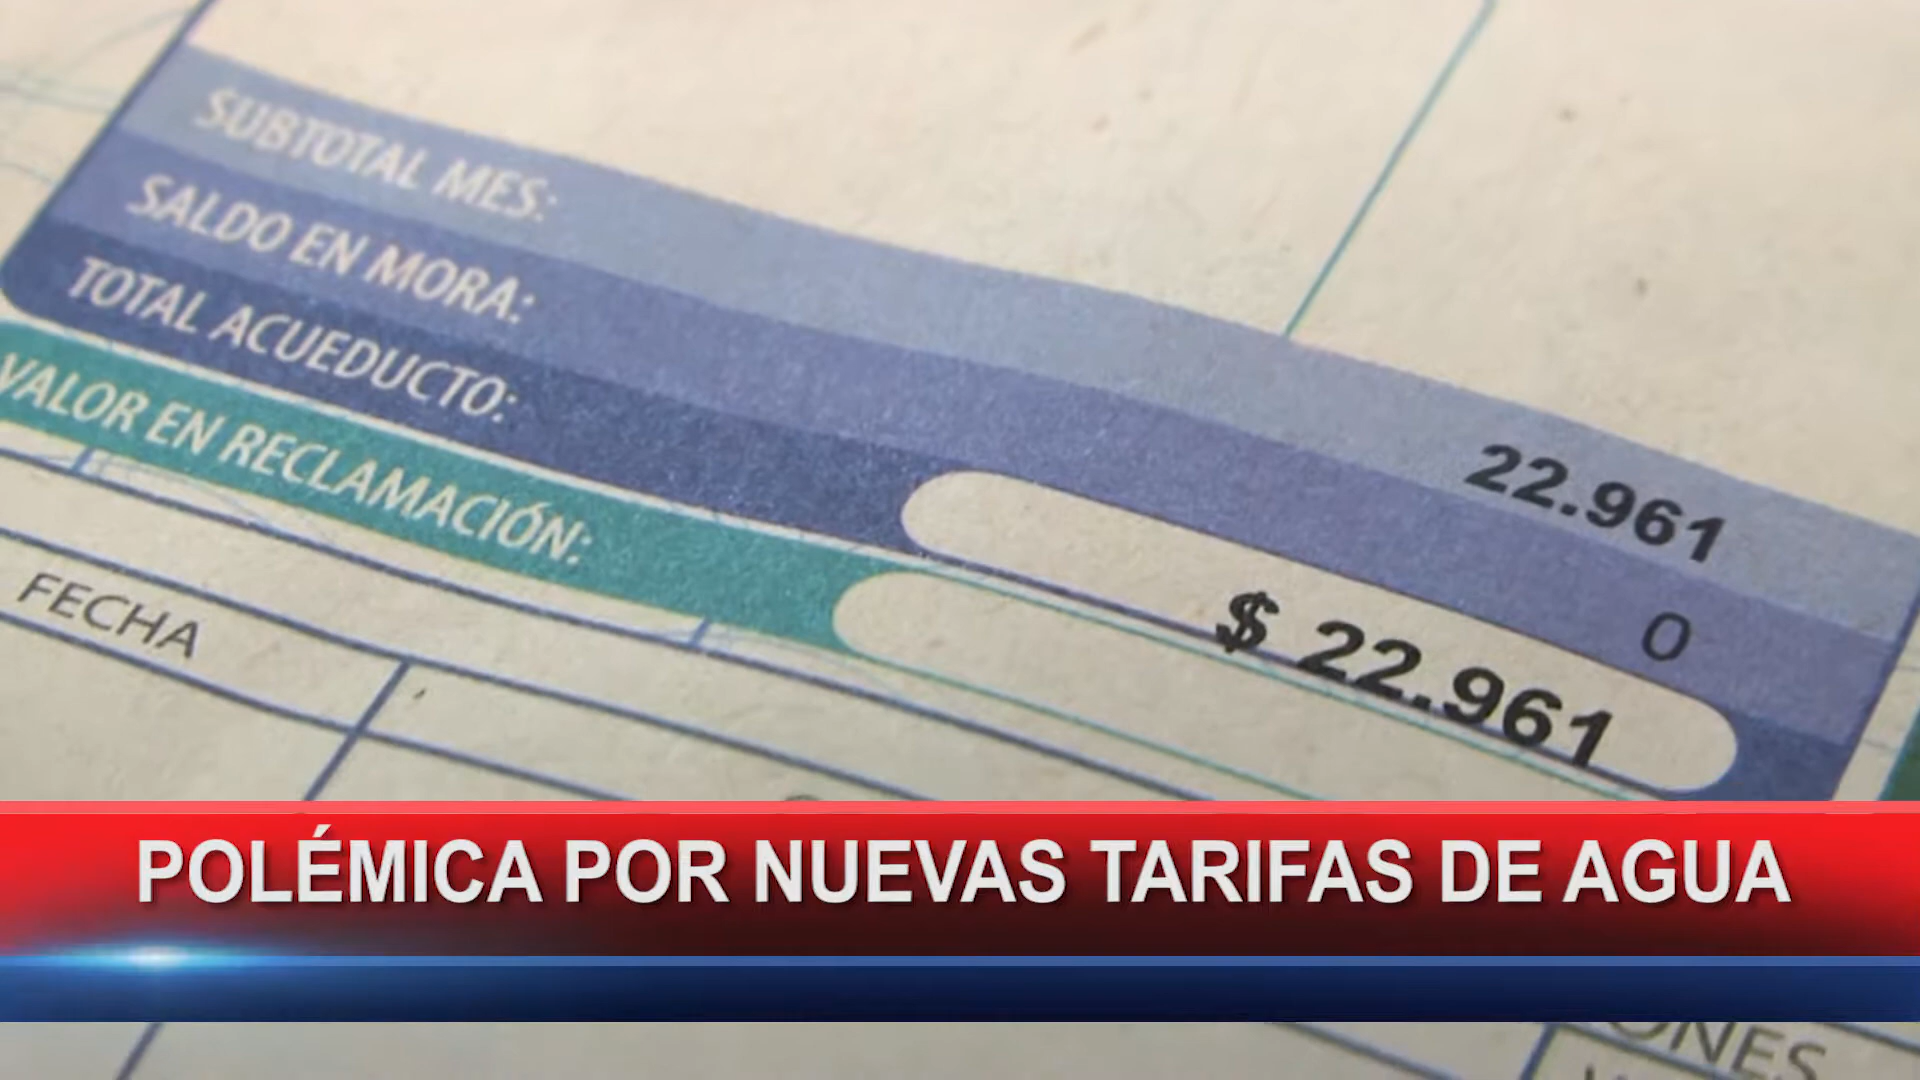 SUBTOTAL MES: 22.961
SALDO EN MORA: 0
TOTAL ACUEDUCTO: $ 22.961
VALOR EN RECLAMACIÓN:
FECHA
POLÉMICA POR NUEVAS TARIFAS DE AGUA